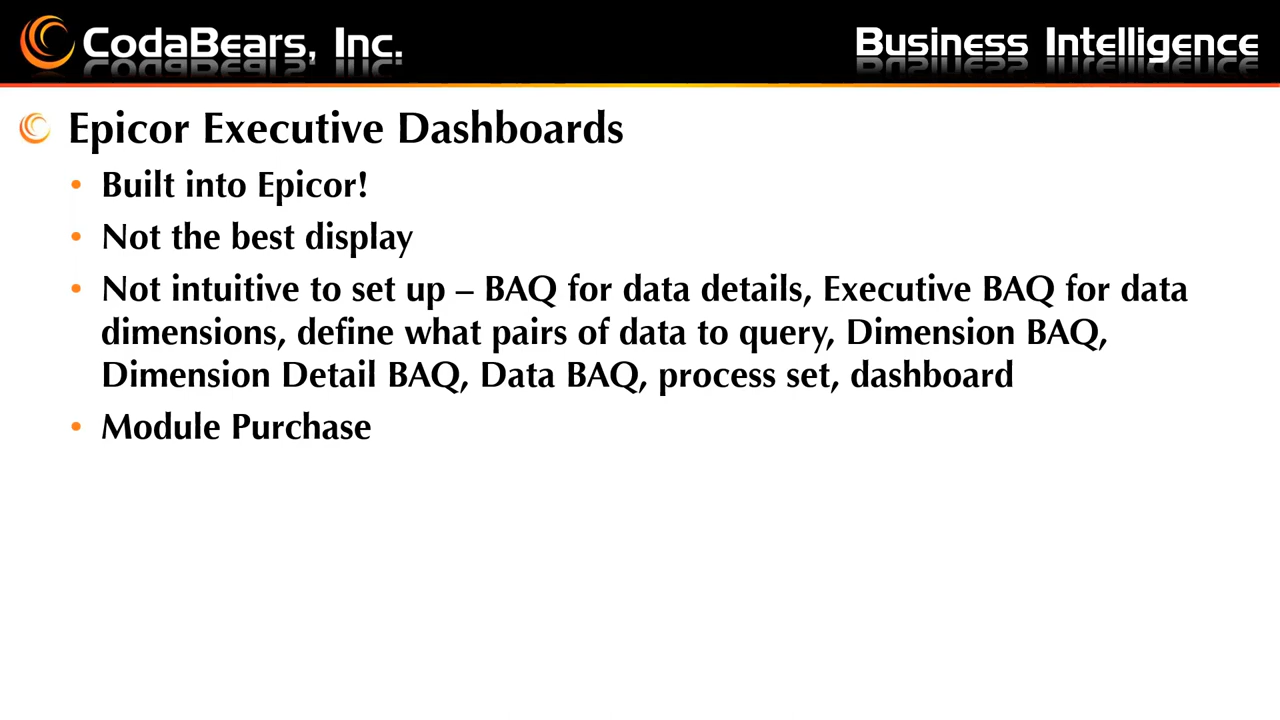 CodaBears, Inc.
Business Intelligence
Epicor Executive Dashboards
• Built into Epicor!
• Not the best display
• Not intuitive to set up – BAQ for data details, Executive BAQ for data
dimensions, define what pairs of data to query, Dimension BAQ,
Dimension Detail BAQ, Data BAQ, process set, dashboard
• Module Purchase